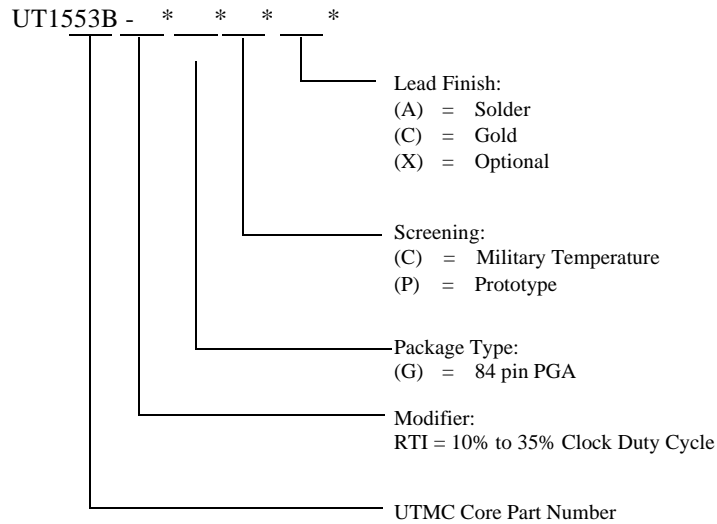 UT1553B - * * * *
Lead Finish:
(A) = Solder
(C) = Gold
(X) = Optional
Screening:
(C) = Military Temperature
(P) = Prototype
Package Type:
(G) = 84 pin PGA
Modifier:
RTI = 10% to 35% Clock Duty Cycle
UTMC Core Part Number